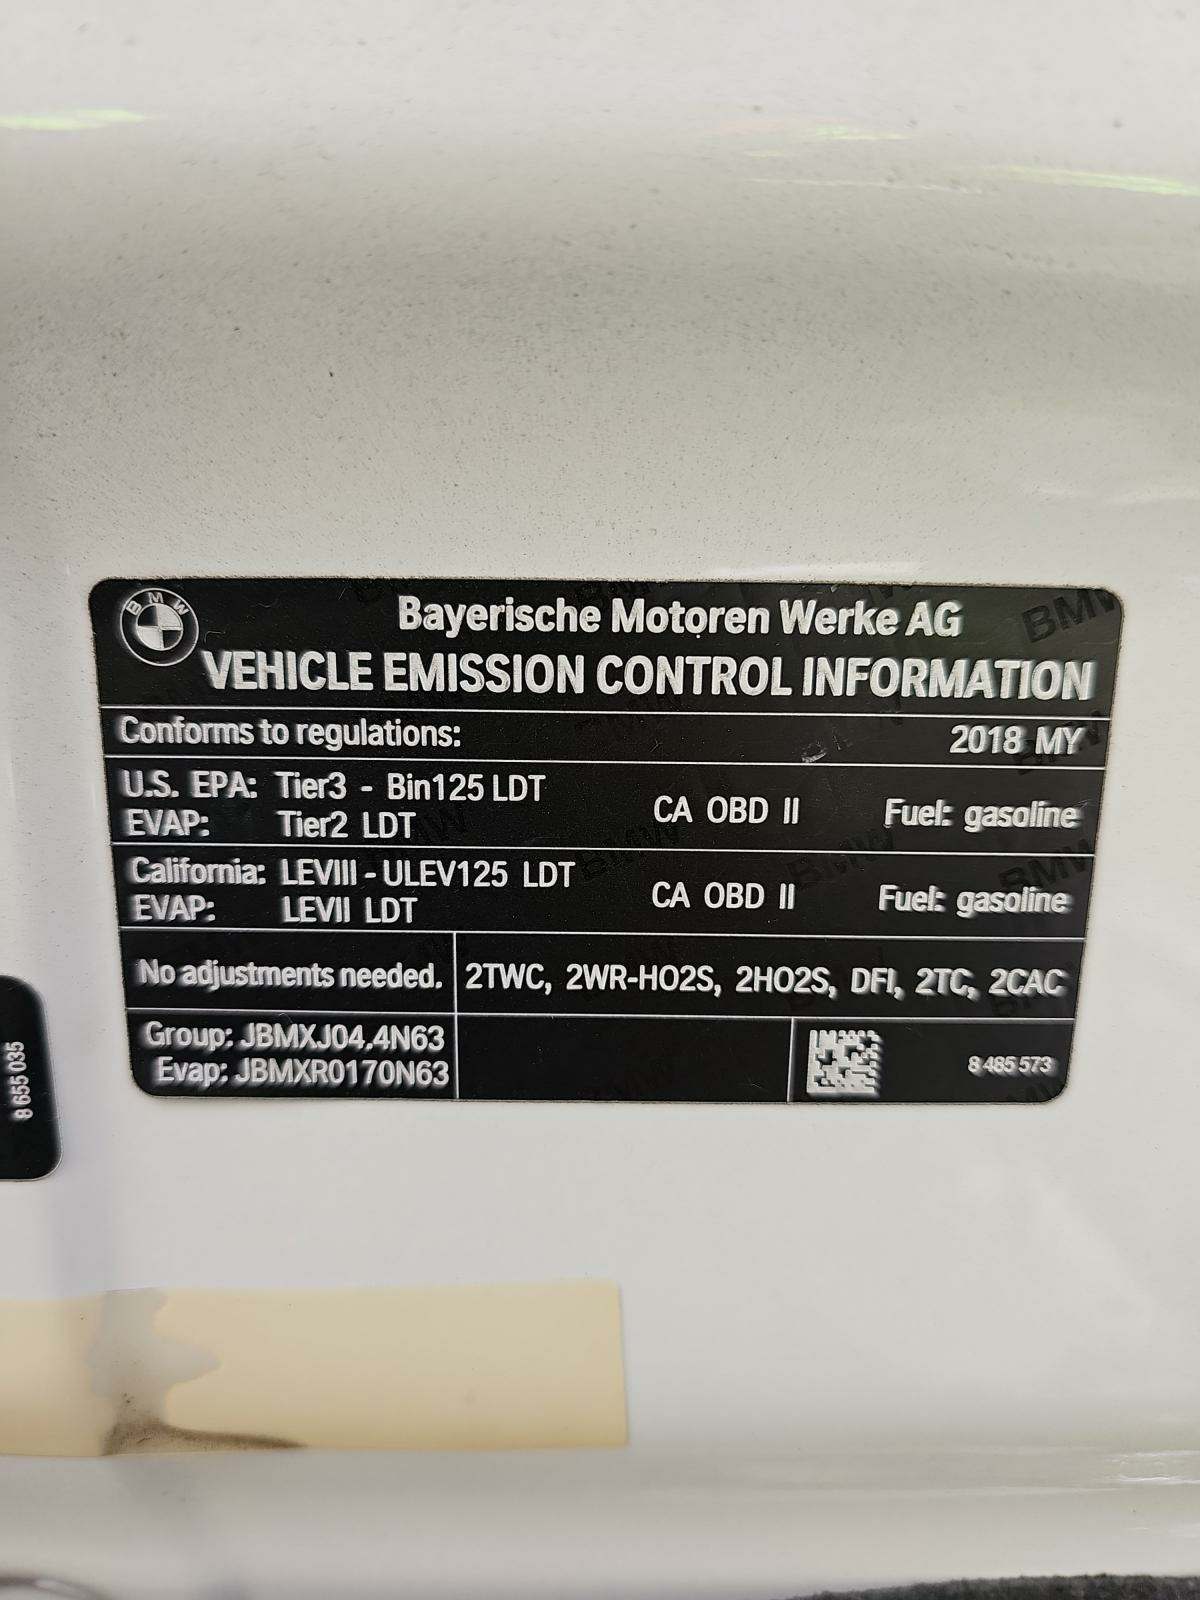 BMW
Bayerische Motoren Werke AG
VEHICLE EMISSION CONTROL INFORMATION
Conforms to regulations: 2018 MY
U.S. EPA: Tier3 - Bin125 LDT
EVAP: Tier2 LDT
CA OBD II
Fuel: gasoline
California: LEVIII - ULEV125 LDT
EVAP: LEVII LDT
CA OBD II
Fuel: gasoline
No adjustments needed.
2TWC, 2WR-HO2S, 2HO2S, DFI, 2TC, 2CAC
Group: JBMXJ04.4N63
Evap: JBMXR0170N63
8 485 573
8 655 035